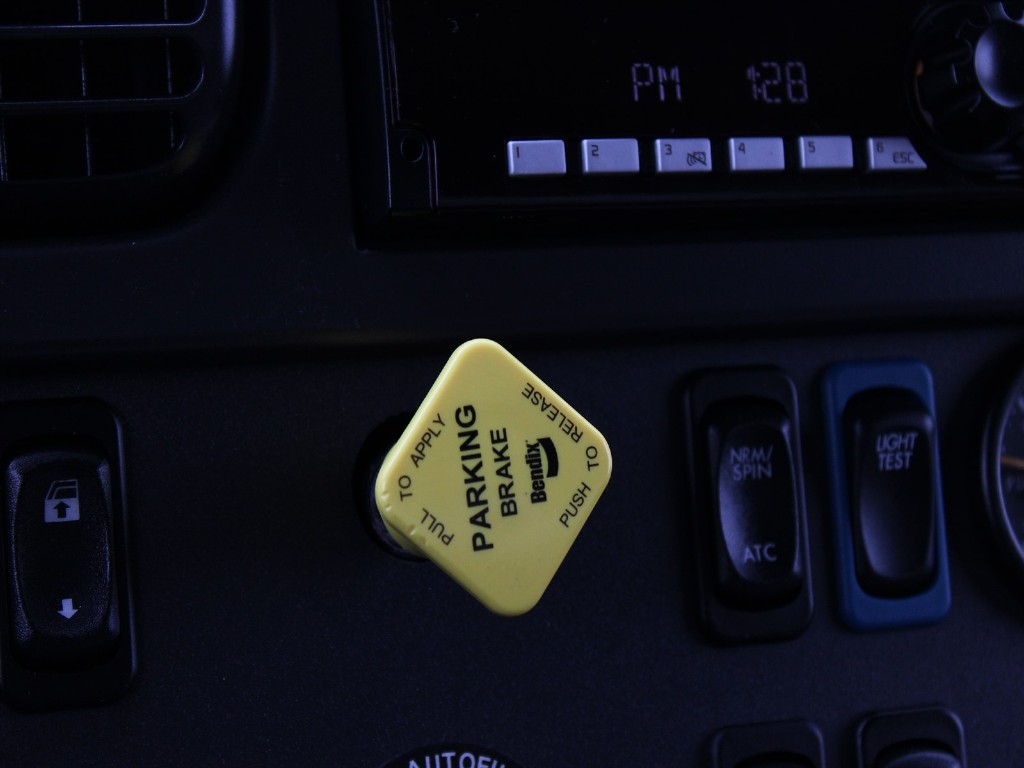 PM 1:28
1 2 3 4 5 6 ESC
PULL TO APPLY
PARKING
BRAKE
Bendix
PUSH TO RELEASE
NRM/
SPIN
ATC
LIGHT
TEST